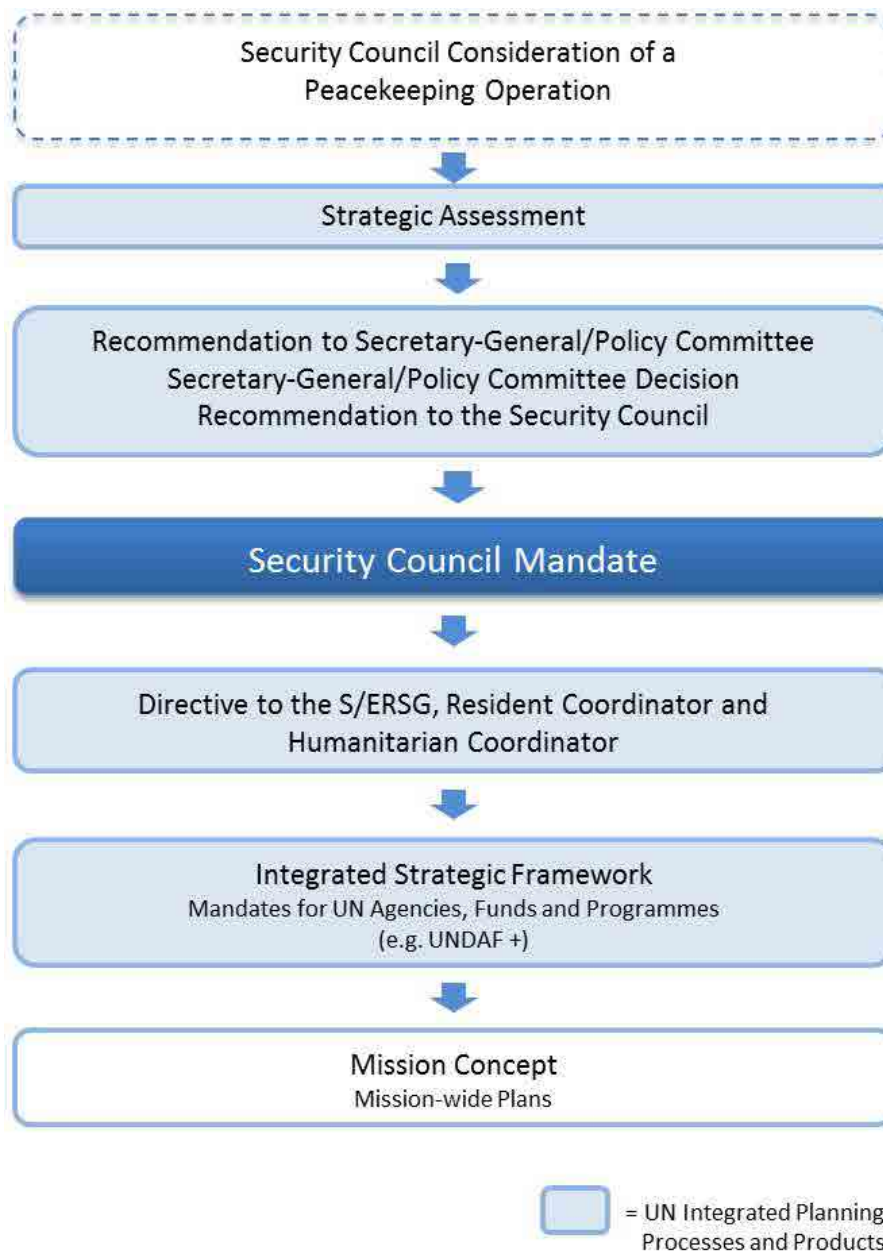 Security Council Consideration of a
Peacekeeping Operation
Strategic Assessment
Recommendation to Secretary-General/Policy Committee
Secretary-General/Policy Committee Decision
Recommendation to the Security Council
Security Council Mandate
Directive to the S/ERSG, Resident Coordinator and
Humanitarian Coordinator
Integrated Strategic Framework
Mandates for UN Agencies, Funds and Programmes
(e.g. UNDAF +)
Mission Concept
Mission-wide Plans
= UN Integrated Planning
Processes and Products